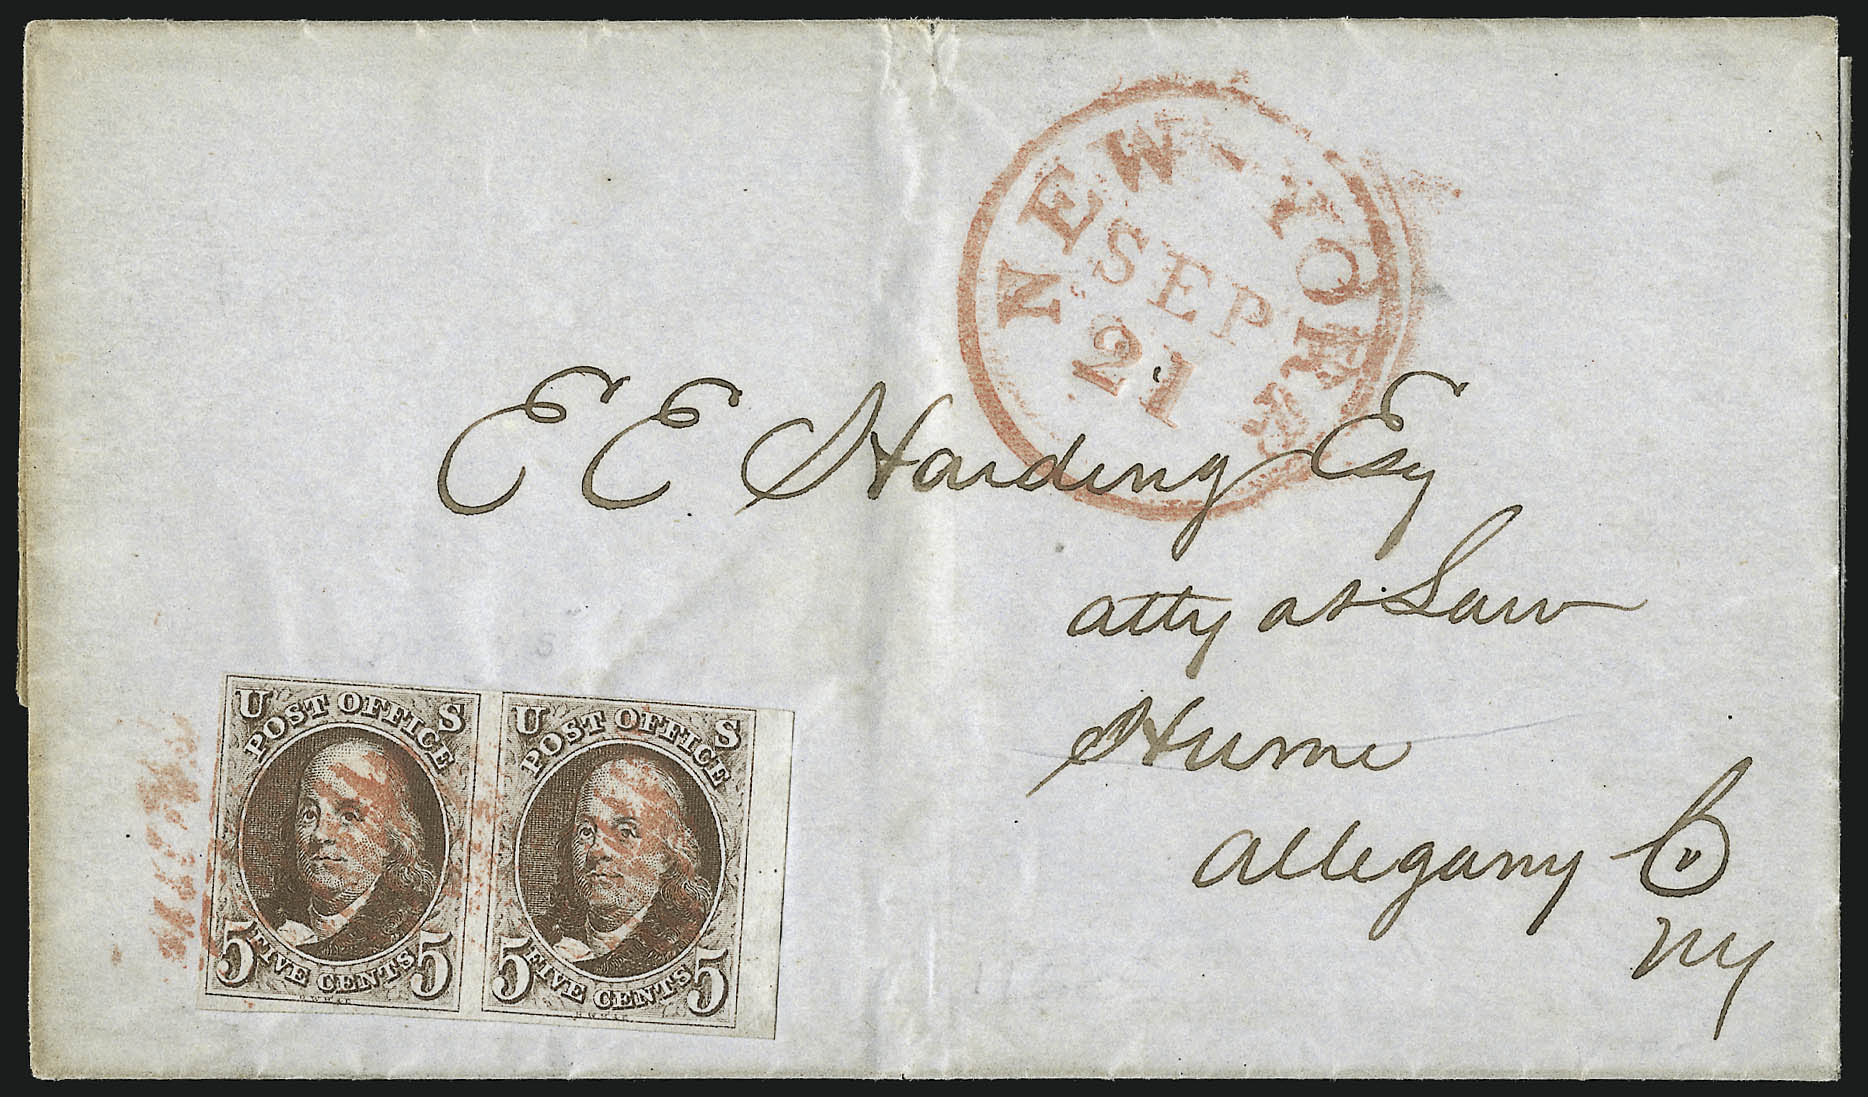 NEW-YORK
SEP
21
E E Harding Esq
atty at Law
Hume
Allegany Co
NY
U S
POST OFFICE
5 FIVE CENTS 5
U S
POST OFFICE
5 FIVE CENTS 5